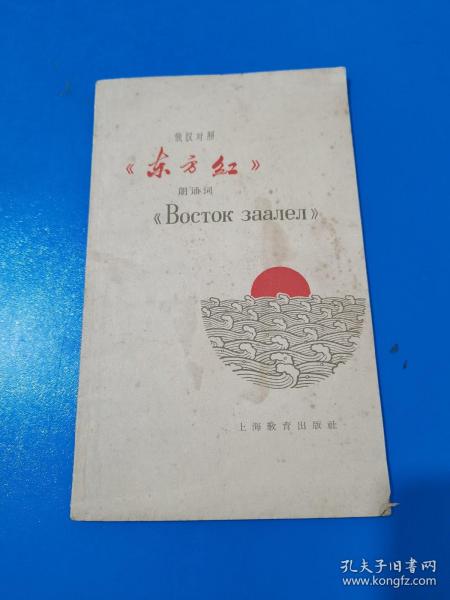 俄汉对照
《东方红》
朗诵词
《Восток заалел》
上海教育出版社
孔夫子旧书网
www.kongfz.com